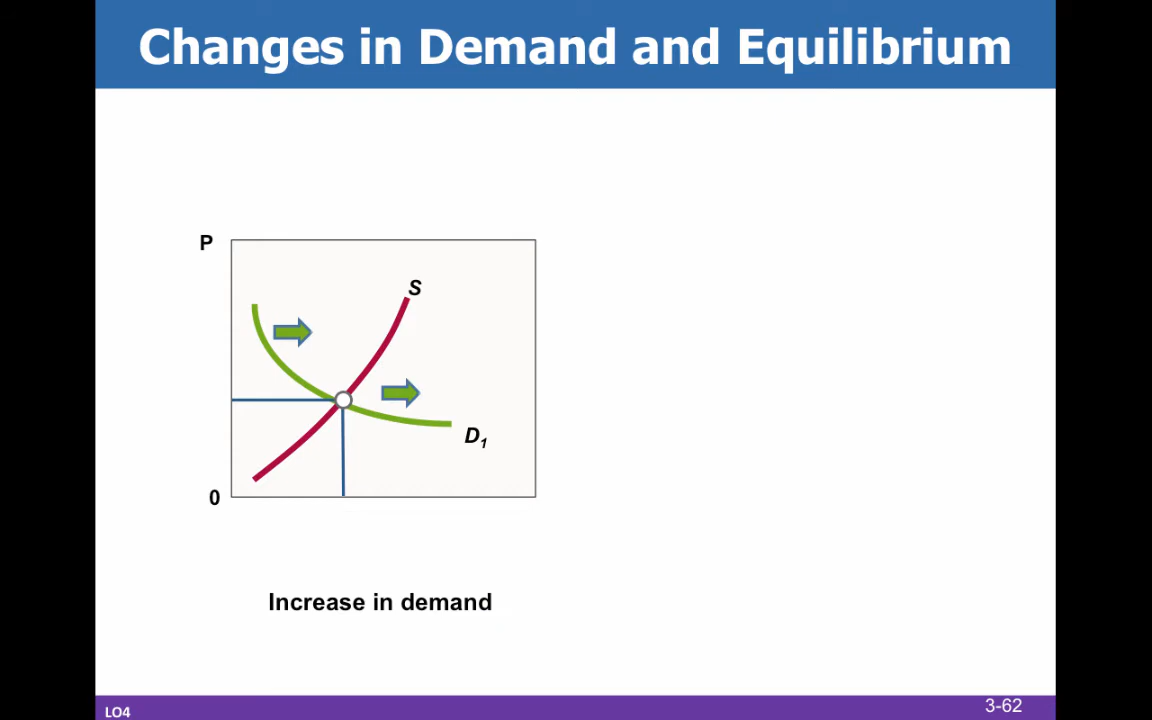 Changes in Demand and Equilibrium
P
S
D1
0
Increase in demand
LO4
3-62